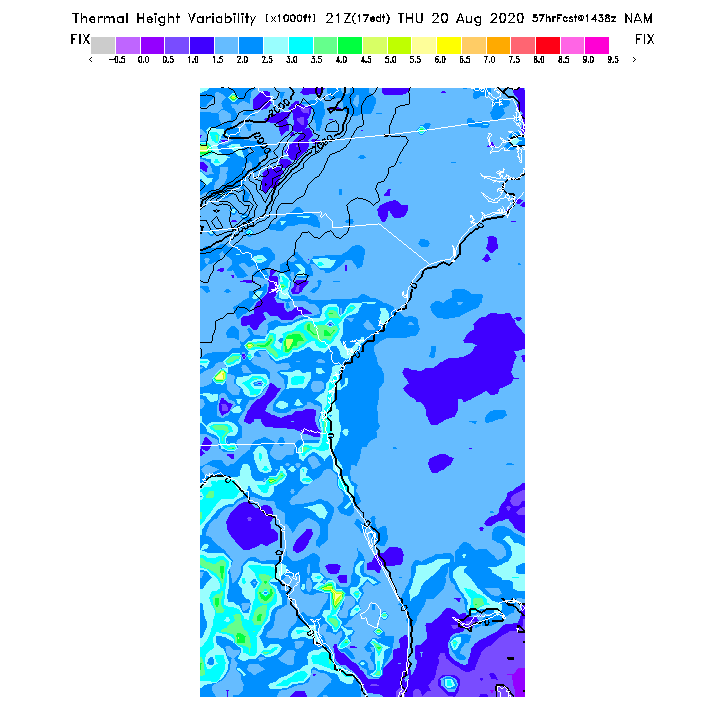 Thermal Height Variability [x1000ft] 21Z(17edt) THU 20 Aug 2020 37hrFcst@1438z NAM
FIX FIX
< -0.5 0.0 0.5 1.0 1.5 2.0 2.5 3.0 3.5 4.0 4.5 5.0 5.5 6.0 6.5 7.0 7.5 8.0 8.5 9.0 9.5 >